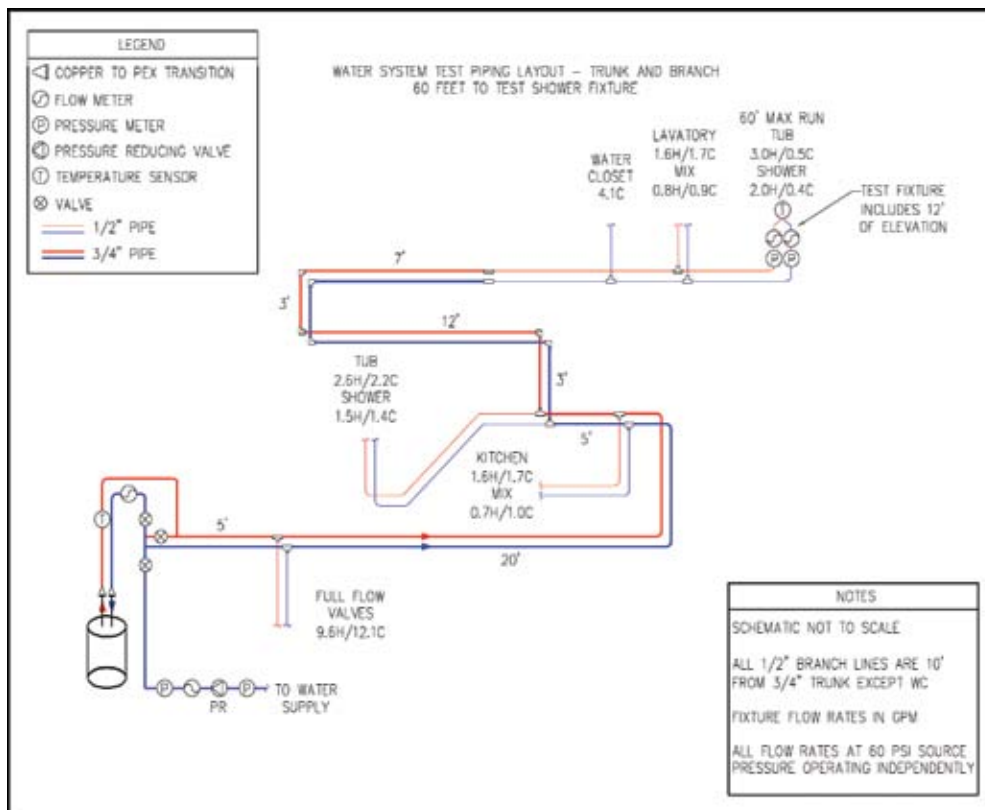 LEGEND
COPPER TO PEX TRANSITION
FLOW METER
P PRESSURE METER
PRESSURE REDUCING VALVE
T TEMPERATURE SENSOR
VALVE
1/2" PIPE
3/4" PIPE
WATER SYSTEM TEST PIPING LAYOUT – TRUNK AND BRANCH
60 FEET TO TEST SHOWER FIXTURE
WATER
CLOSET
4.1C
LAVATORY
1.6H/1.7C
MIX
0.8H/0.9C
60' MAX RUN
TUB
3.0H/0.5C
SHOWER
2.0H/0.4C
T
P P
TEST FIXTURE
INCLUDES 12'
OF ELEVATION
7'
3'
12'
3'
5'
TUB
2.6H/2.2C
SHOWER
1.5H/1.4C
KITCHEN
1.6H/1.7C
MIX
0.7H/1.0C
T
5'
20'
FULL FLOW
VALVES
9.6H/12.1C
P
P
PR
TO WATER
SUPPLY
NOTES
SCHEMATIC NOT TO SCALE
ALL 1/2" BRANCH LINES ARE 10'
FROM 3/4" TRUNK EXCEPT WC
FIXTURE FLOW RATES IN GPM
ALL FLOW RATES AT 60 PSI SOURCE
PRESSURE OPERATING INDEPENDENTLY